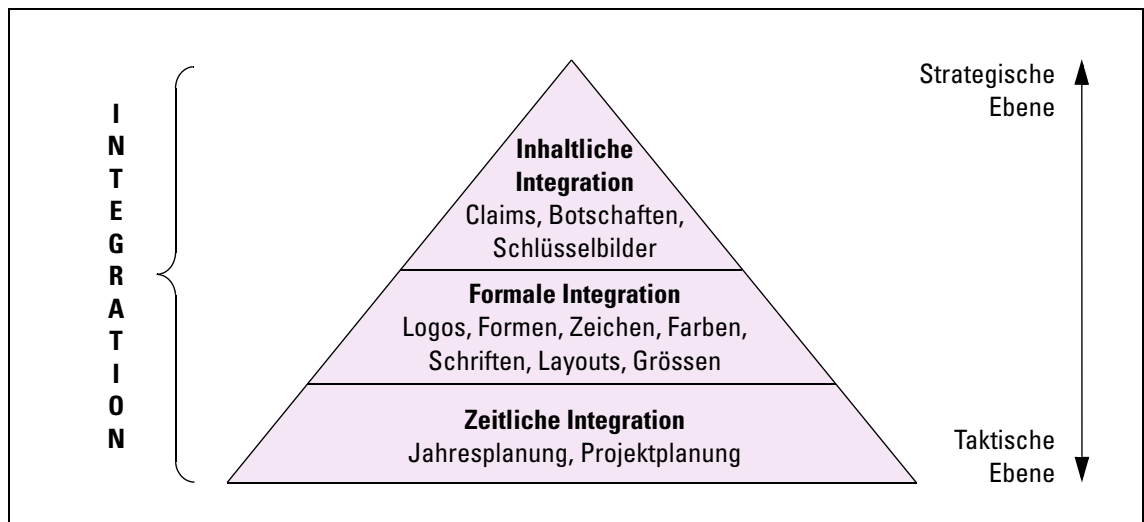 INTEGRATION
Inhaltliche
Integration
Claims, Botschaften,
Schlüsselbilder
Formale Integration
Logos, Formen, Zeichen, Farben,
Schriften, Layouts, Grössen
Zeitliche Integration
Jahresplanung, Projektplanung
Strategische
Ebene
Taktische
Ebene